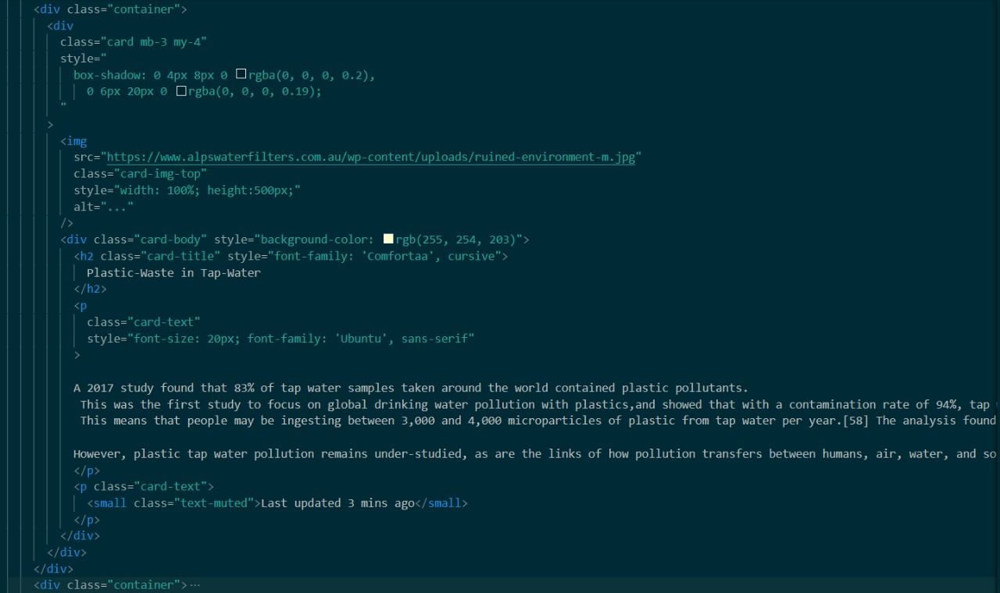 <div class="container">
<div
class="card mb-3 my-4"
style="
box-shadow: 0 4px 8px 0 rgba(0, 0, 0, 0.2),
0 6px 20px 0 rgba(0, 0, 0, 0.19);
"
>
<img
src="https://www.alpswaterfilters.com.au/wp-content/uploads/ruined-environment-m.jpg"
class="card-img-top"
style="width: 100%; height:500px;"
alt="..."
/>
<div class="card-body" style="background-color: rgb(255, 254, 203)">
<h2 class="card-title" style="font-family: 'Comfortaa', cursive">
Plastic-Waste in Tap-Water
</h2>
<p
class="card-text"
style="font-size: 20px; font-family: 'Ubuntu', sans-serif"
>
A 2017 study found that 83% of tap water samples taken around the world contained plastic pollutants.
This was the first study to focus on global drinking water pollution with plastics,and showed that with a contamination rate of 94%, tap
This means that people may be ingesting between 3,000 and 4,000 microparticles of plastic from tap water per year.[58] The analysis found
However, plastic tap water pollution remains under-studied, as are the links of how pollution transfers between humans, air, water, and so
</p>
<p class="card-text">
<small class="text-muted">Last updated 3 mins ago</small>
</p>
</div>
</div>
</div>
<div class="container">···